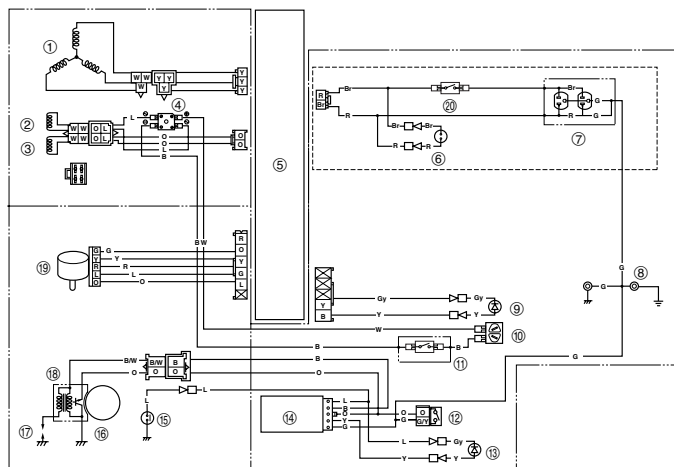 ①
Y
W W
Y Y
Y
W
Y
Y
④
②
W W O L
L
B W
③
W W O L
O
O
L
B
O
O
⑤
R
Br
Br
R
⑳
Br
G
R
G
⑦
Br
Br
R
R
⑥
G
⑧
G
B W
⑲
G
Y
R
L
O
G
Y
R
L
O
R
O
Y
G
L
Y
B
Gy
Y
⑨
W
⑩
B
B
⑪
G
⑱
B/W
O
B/W B
O O
B
O
L
L
⑮
⑯
⑰
⑭
L
B
O
Y
G
O
G
O
G/Y
⑫
L
Gy
Y
Y
⑬